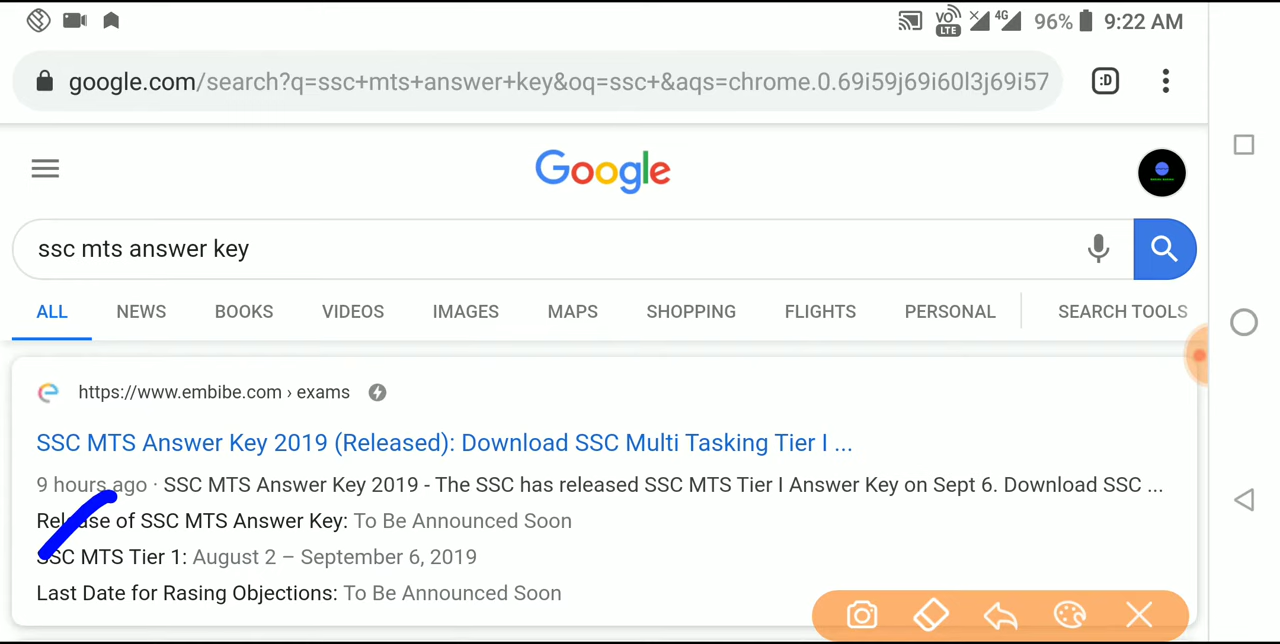 VO LTE 4G 96% 9:22 AM
google.com/search?q=ssc+mts+answer+key&oq=ssc+&aqs=chrome.0.69i59j69i60l3j69i57
:D
Google
ssc mts answer key
ALL NEWS BOOKS VIDEOS IMAGES MAPS SHOPPING FLIGHTS PERSONAL SEARCH TOOLS
https://www.embibe.com › exams
SSC MTS Answer Key 2019 (Released): Download SSC Multi Tasking Tier I ...
9 hours ago · SSC MTS Answer Key 2019 - The SSC has released SSC MTS Tier I Answer Key on Sept 6. Download SSC ...
Release of SSC MTS Answer Key: To Be Announced Soon
SSC MTS Tier 1: August 2 – September 6, 2019
Last Date for Rasing Objections: To Be Announced Soon